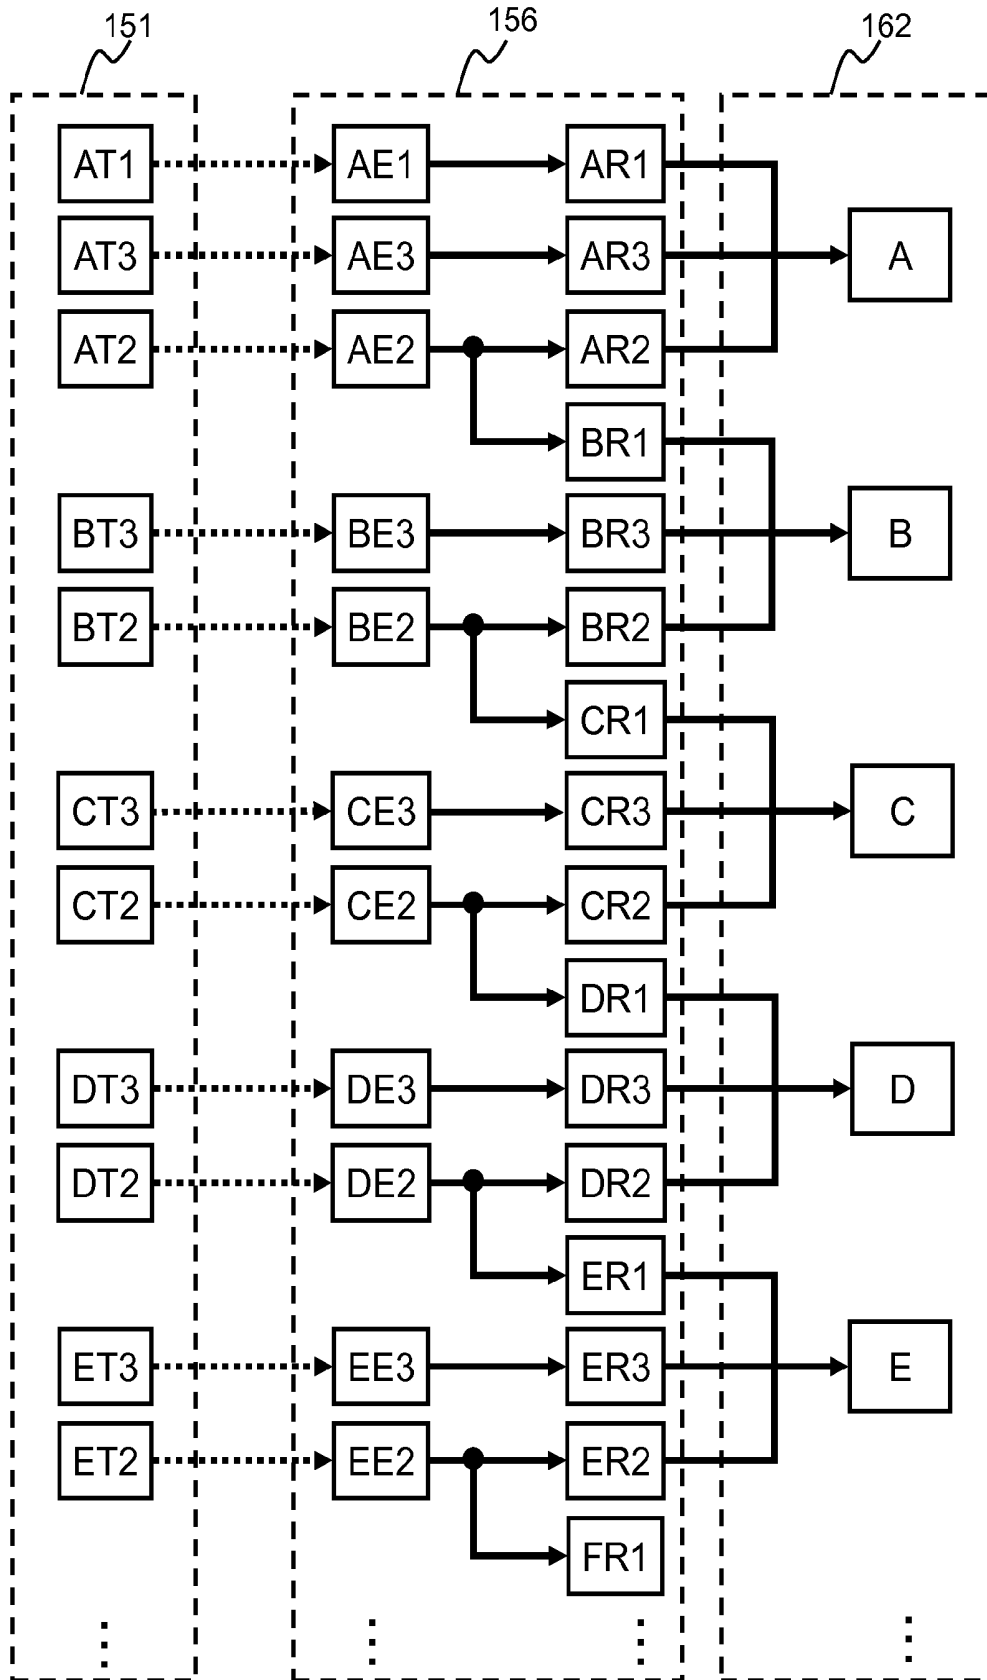 151 156 162
AT1 AE1 AR1
AT3 AE3 AR3 A
AT2 AE2 AR2
BR1
BT3 BE3 BR3 B
BT2 BE2 BR2
CR1
CT3 CE3 CR3 C
CT2 CE2 CR2
DR1
DT3 DE3 DR3 D
DT2 DE2 DR2
ER1
ET3 EE3 ER3 E
ET2 EE2 ER2
FR1